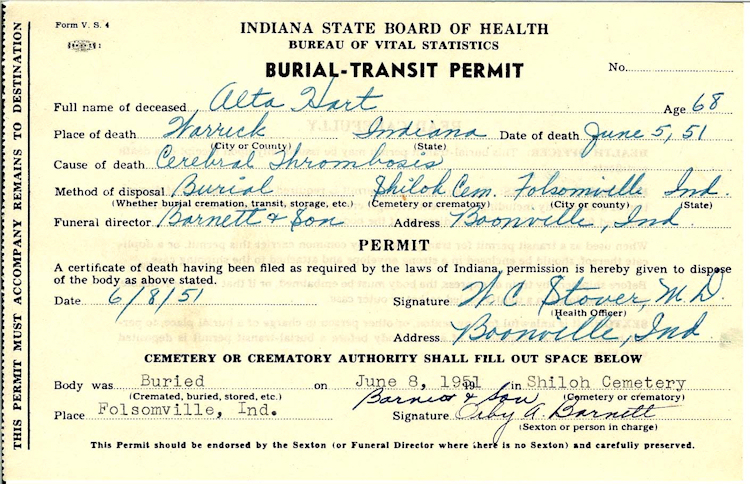 Form V. S. 4
INDIANA STATE BOARD OF HEALTH
BUREAU OF VITAL STATISTICS
BURIAL-TRANSIT PERMIT
No.
Full name of deceased Alta Hart Age 68
Place of death Warrick Indiana Date of death June 5, 51
(City or County) (State)
Cause of death Cerebral Thrombosis
Method of disposal Burial Shiloh Cem. Folsomville Ind.
(Whether burial cremation, transit, storage, etc.) (Cemetery or crematory) (City or county) (State)
Funeral director Barnett & Son Address Boonville, Ind
PERMIT
A certificate of death having been filed as required by the laws of Indiana, permission is hereby given to dispose
of the body as above stated.
Date 6/8/51 Signature W.C. Stover, M.D.
(Health Officer)
Address Boonville, Ind
CEMETERY OR CREMATORY AUTHORITY SHALL FILL OUT SPACE BELOW
Body was Buried on June 8, 1951 in Shiloh Cemetery
(Cremated, buried, stored, etc.) Barnett & Son (Cemetery or crematory)
Place Folsomville, Ind. Signature A. Barnett
(Sexton or person in charge)
This Permit should be endorsed by the Sexton (or Funeral Director where there is no Sexton) and carefully preserved.
THIS PERMIT MUST ACCOMPANY REMAINS TO DESTINATION